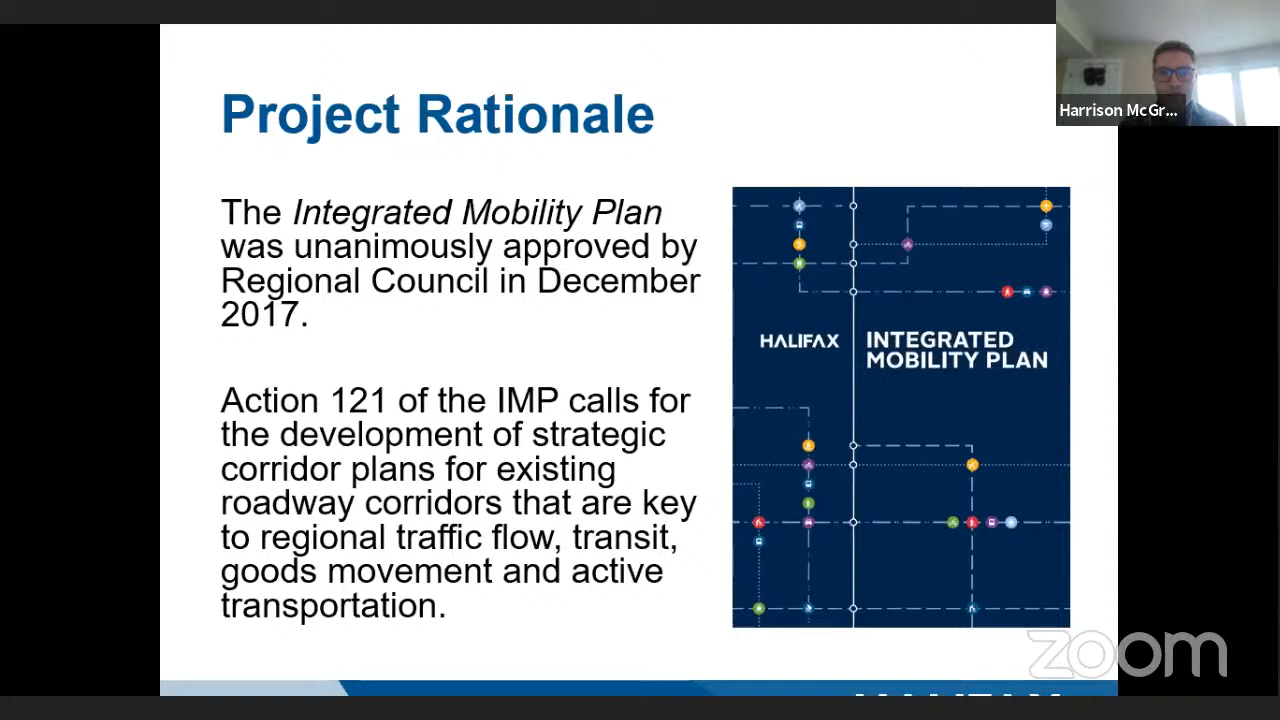 Project Rationale
Harrison McGr...
The Integrated Mobility Plan
was unanimously approved by
Regional Council in December
2017.
HALIFAX
INTEGRATED
MOBILITY PLAN
Action 121 of the IMP calls for
the development of strategic
corridor plans for existing
roadway corridors that are key
to regional traffic flow, transit,
goods movement and active
transportation.
zoom